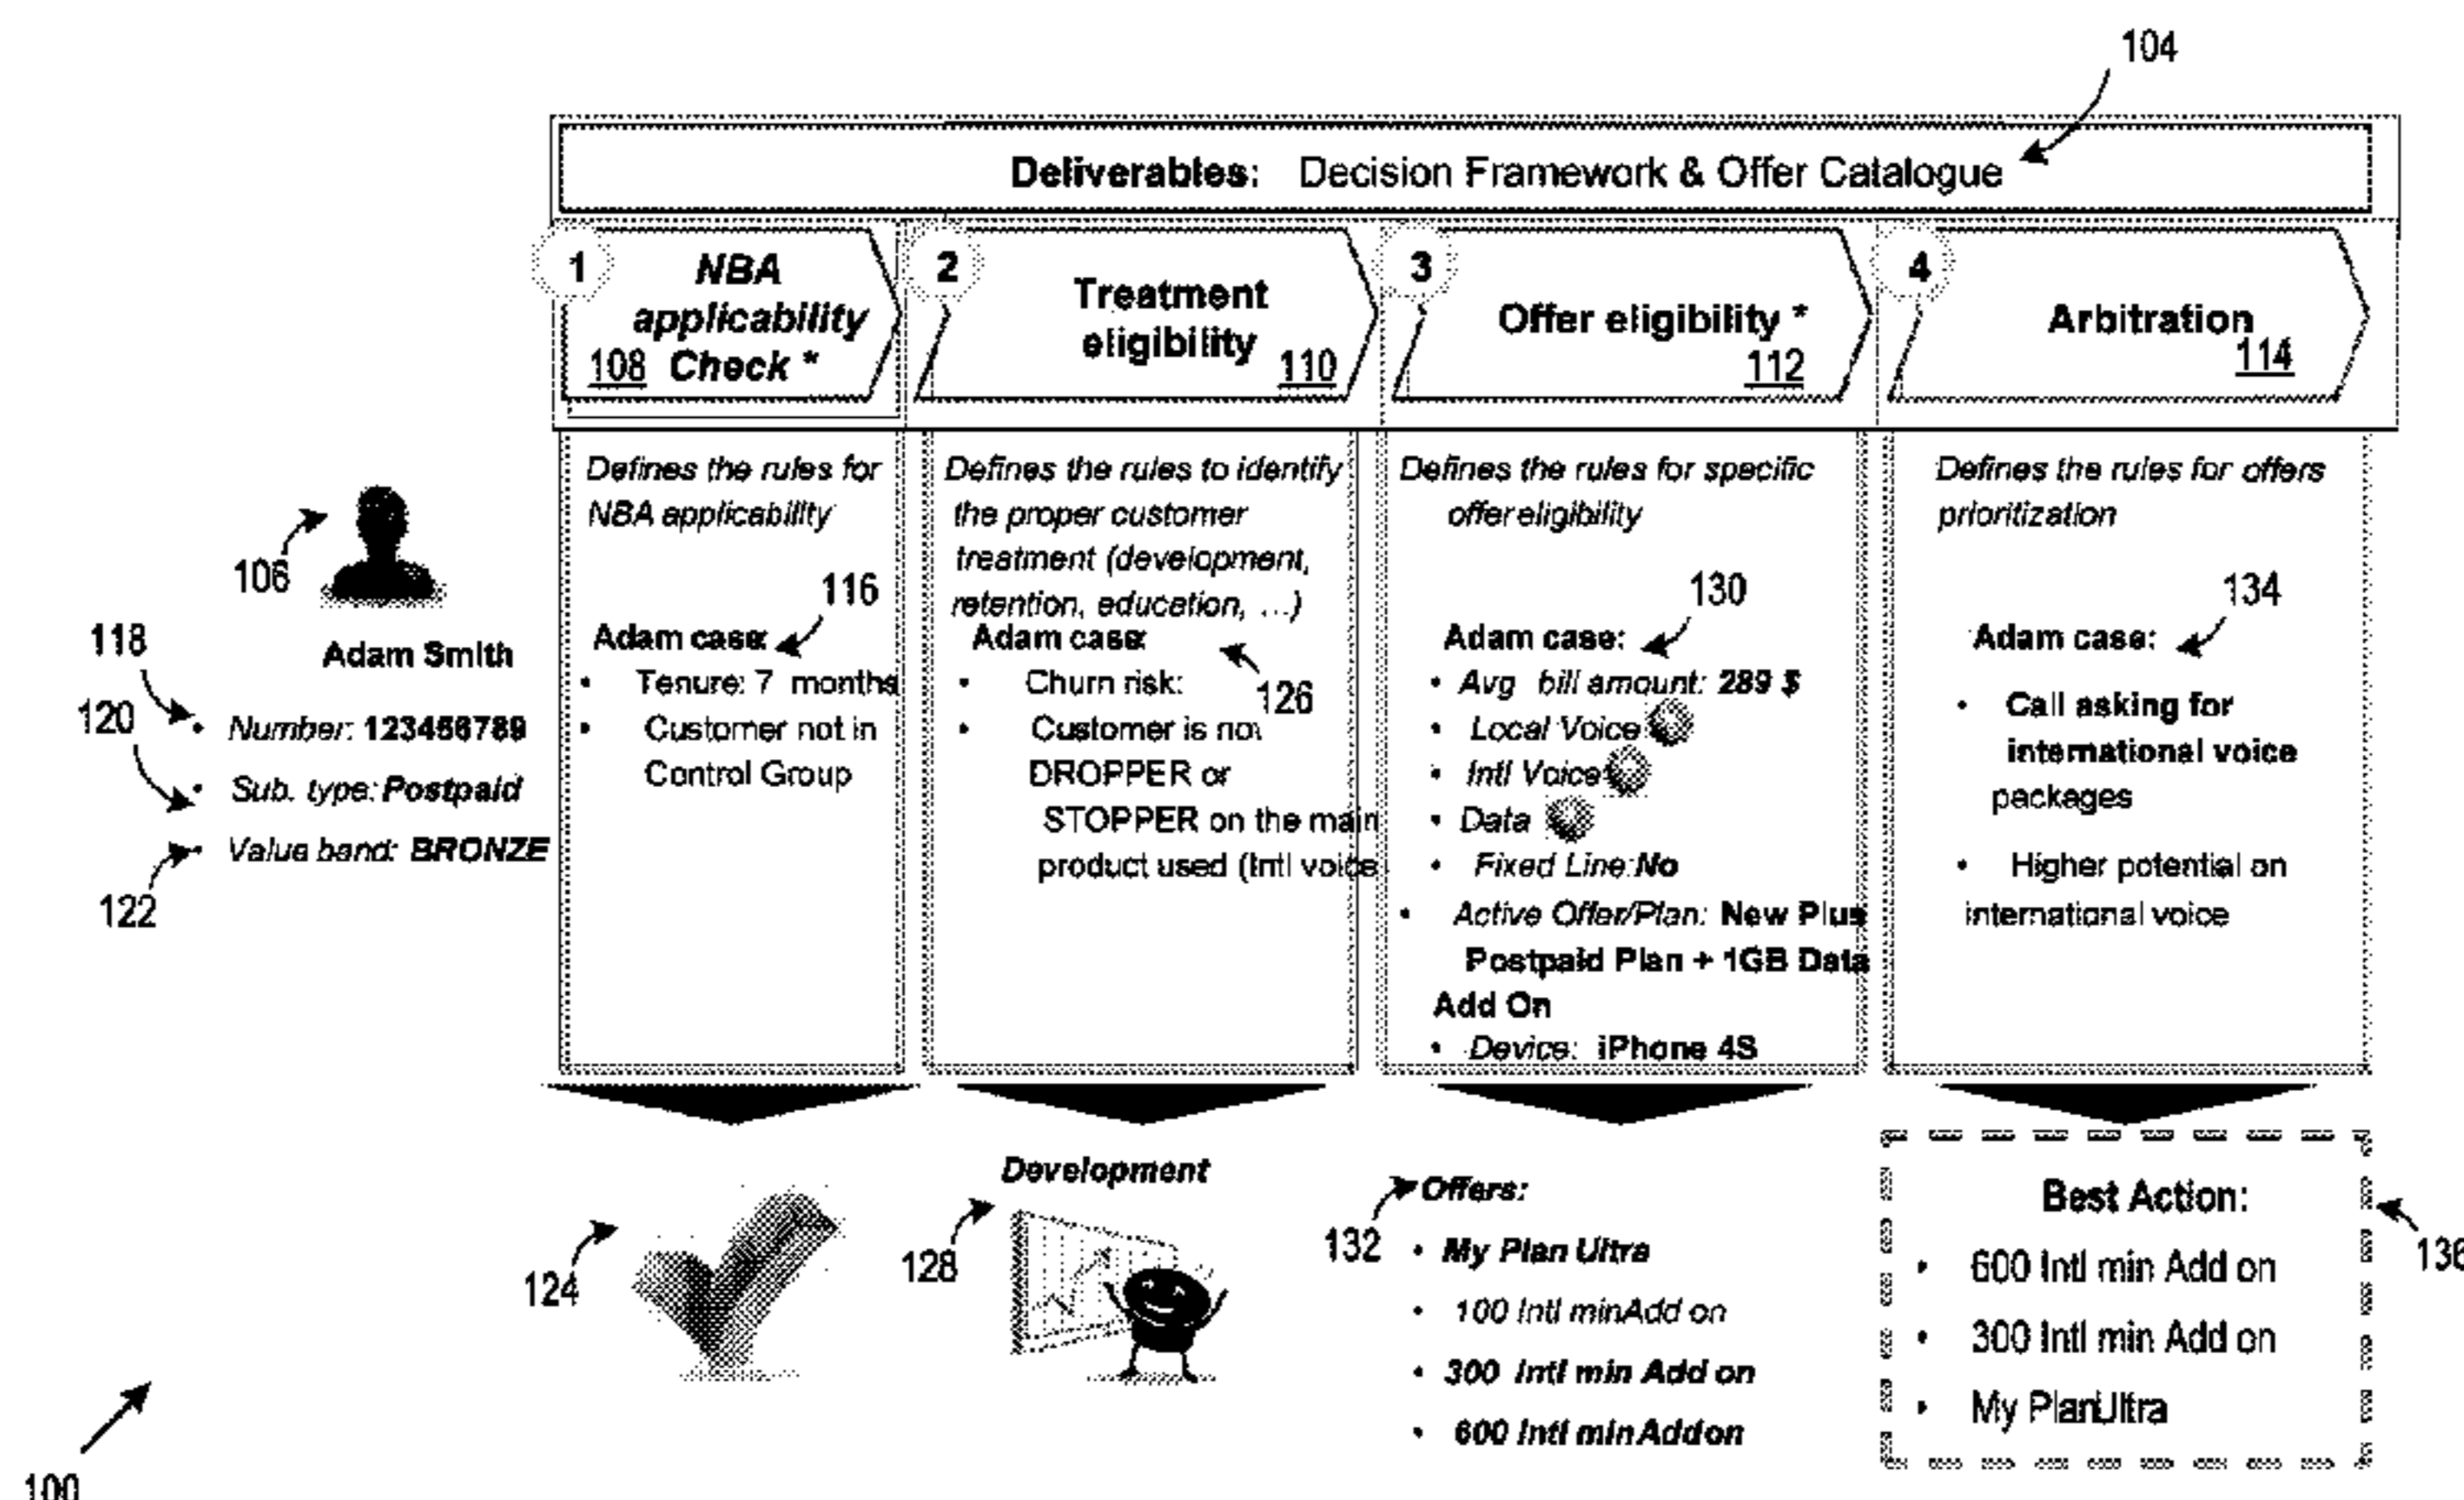 104
Deliverables: Decision Framework & Offer Catalogue
1
NBA
applicability
108 Check *
2
Treatment
eligibility
110
3
Offer eligibility *
112
4
Arbitration
114
106
Adam Smith
118
120
122
• Number: 123456789
• Sub. type: Postpaid
• Value band: BRONZE
Defines the rules for
NBA applicability
116
Adam case:
• Tenure: 7 months
• Customer not in
Control Group
Defines the rules to identify
the proper customer
treatment (development,
retention, education, ...)
Adam case:
126
• Churn risk:
• Customer is not
DROPPER or
STOPPER on the main
product used (Intl voice
Defines the rules for specific
offer eligibility
130
Adam case:
• Avg bill amount: 289 $
• Local Voice
• Intl Voice
• Data
• Fixed Line: No
• Active Offer/Plan: New Plus
Postpaid Plan + 1GB Data
Add On
• Device: iPhone 4S
Defines the rules for offers
prioritization
134
Adam case:
• Call asking for
international voice
packages
• Higher potential on
international voice
124
Development
128
132
Offers:
• My Plan Ultra
• 100 Intl min Add on
• 300 Intl min Add on
• 600 Intl min Add on
Best Action:
136
• 600 Intl min Add on
• 300 Intl min Add on
• My Plan Ultra
100